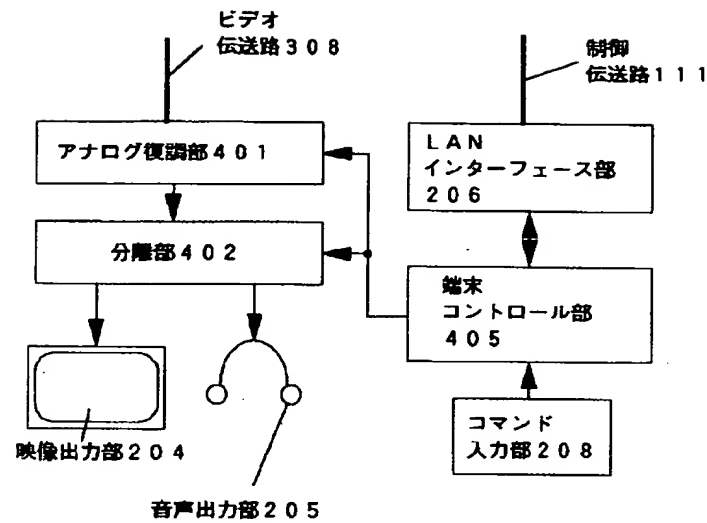 ビデオ
伝送路308
制御
伝送路111
アナログ復調部401
LAN
インターフェース部
206
分離部402
端末
コントロール部
405
コマンド
入力部208
映像出力部204
音声出力部205